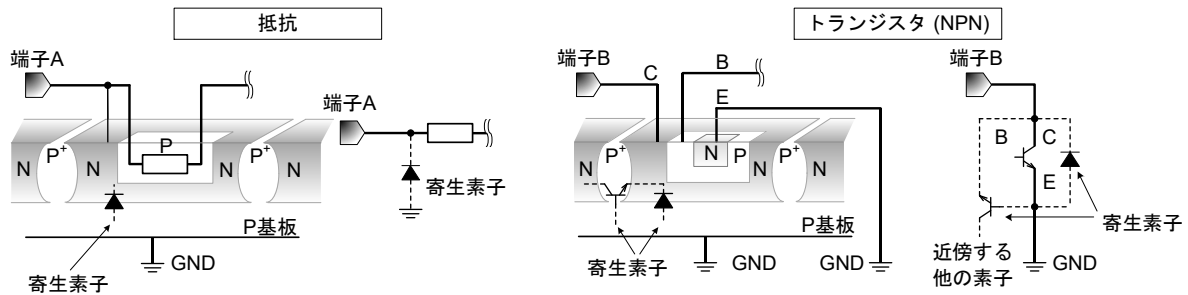 抵抗
端子A
N
P+
N
P
N
P+
N
P基板
GND
寄生素子
端子A
寄生素子
トランジスタ (NPN)
端子B
C
B
E
N
P+
N
N
P
N
P+
N
P基板
寄生素子
GND
GND
端子B
B
C
E
寄生素子
近傍する
他の素子
GND